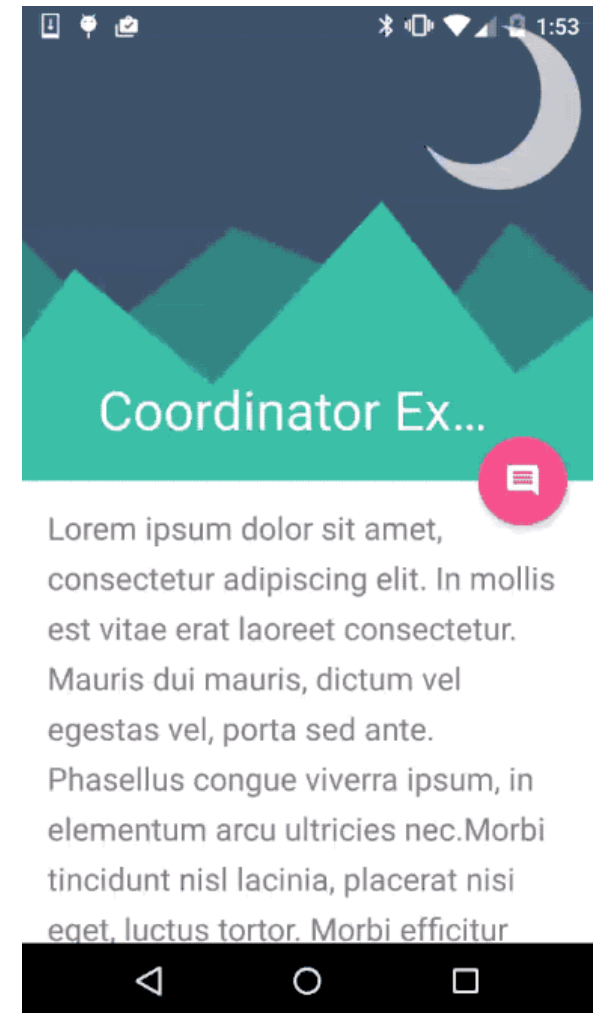 1:53
Coordinator Ex...
Lorem ipsum dolor sit amet,
consectetur adipiscing elit. In mollis
est vitae erat laoreet consectetur.
Mauris dui mauris, dictum vel
egestas vel, porta sed ante.
Phasellus congue viverra ipsum, in
elementum arcu ultricies nec.Morbi
tincidunt nisl lacinia, placerat nisi
eget, luctus tortor. Morbi efficitur